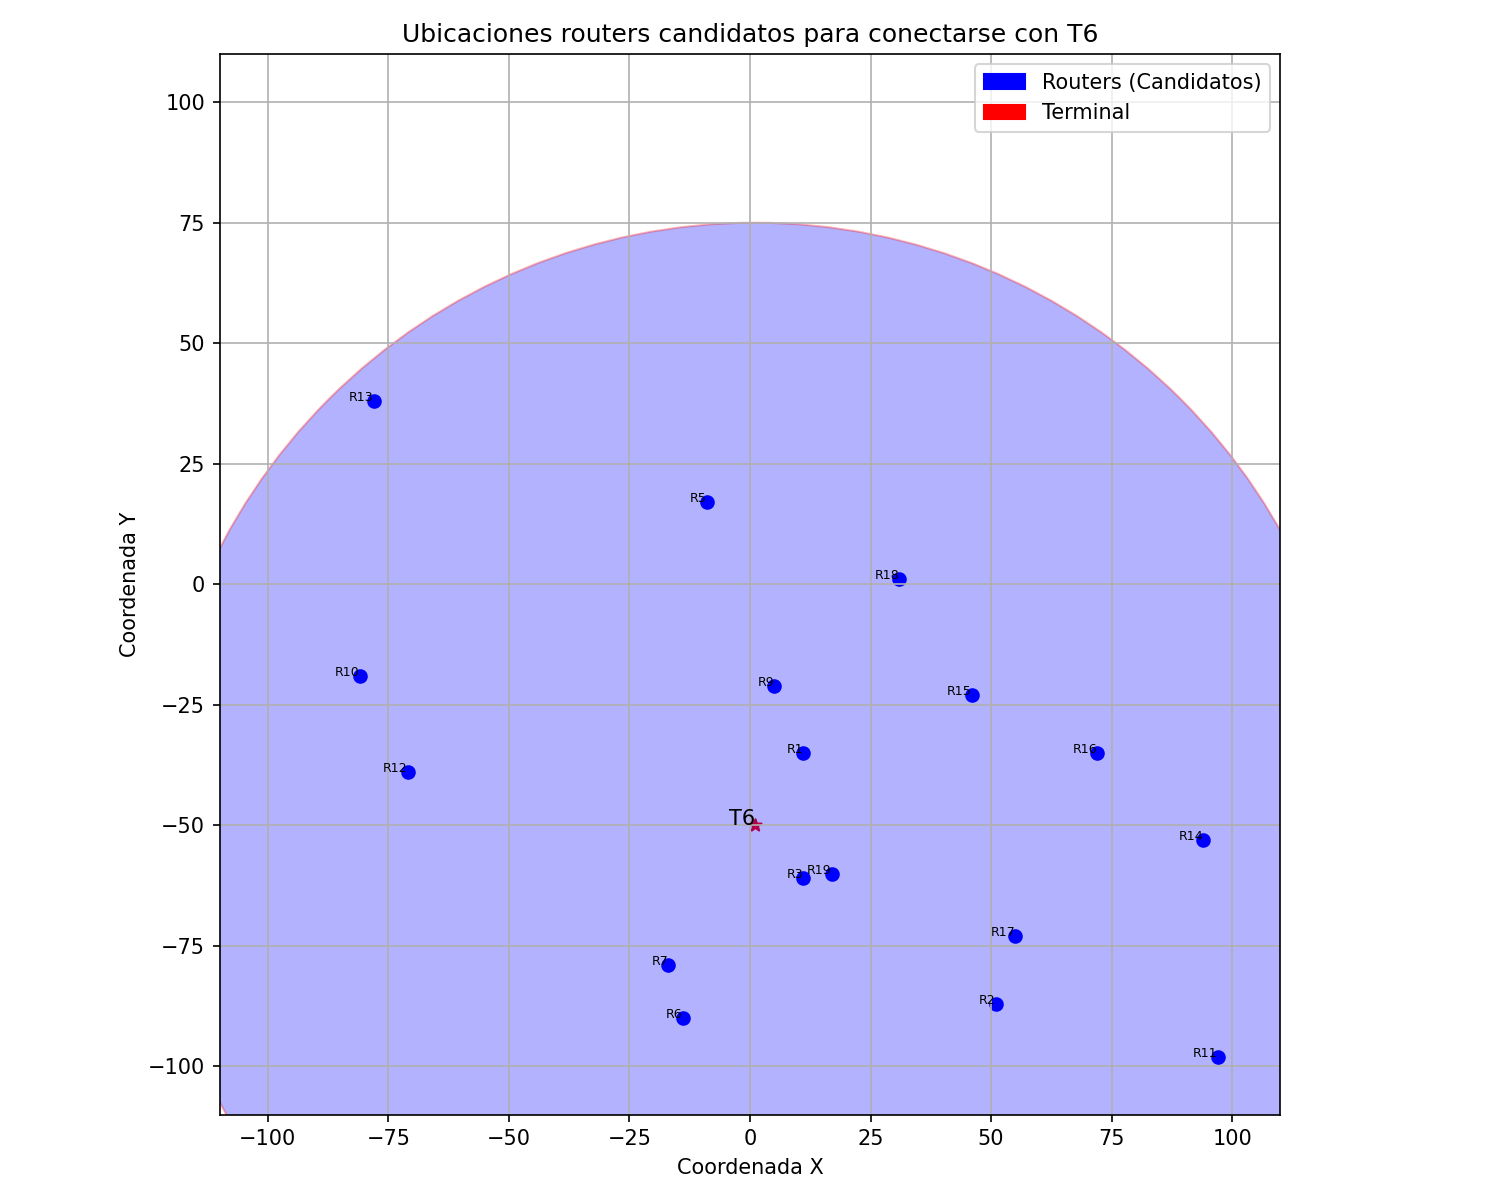 Ubicaciones routers candidatos para conectarse con T6
Routers (Candidatos)
Terminal
100
75
50
25
0
−25
−50
−75
−100
Coordenada Y
R13
R5
R18
R10
R9
R15
R1
R16
R12
T6
R14
R3
R19
R17
R7
R2
R6
R11
−100
−75
−50
−25
0
25
50
75
100
Coordenada X